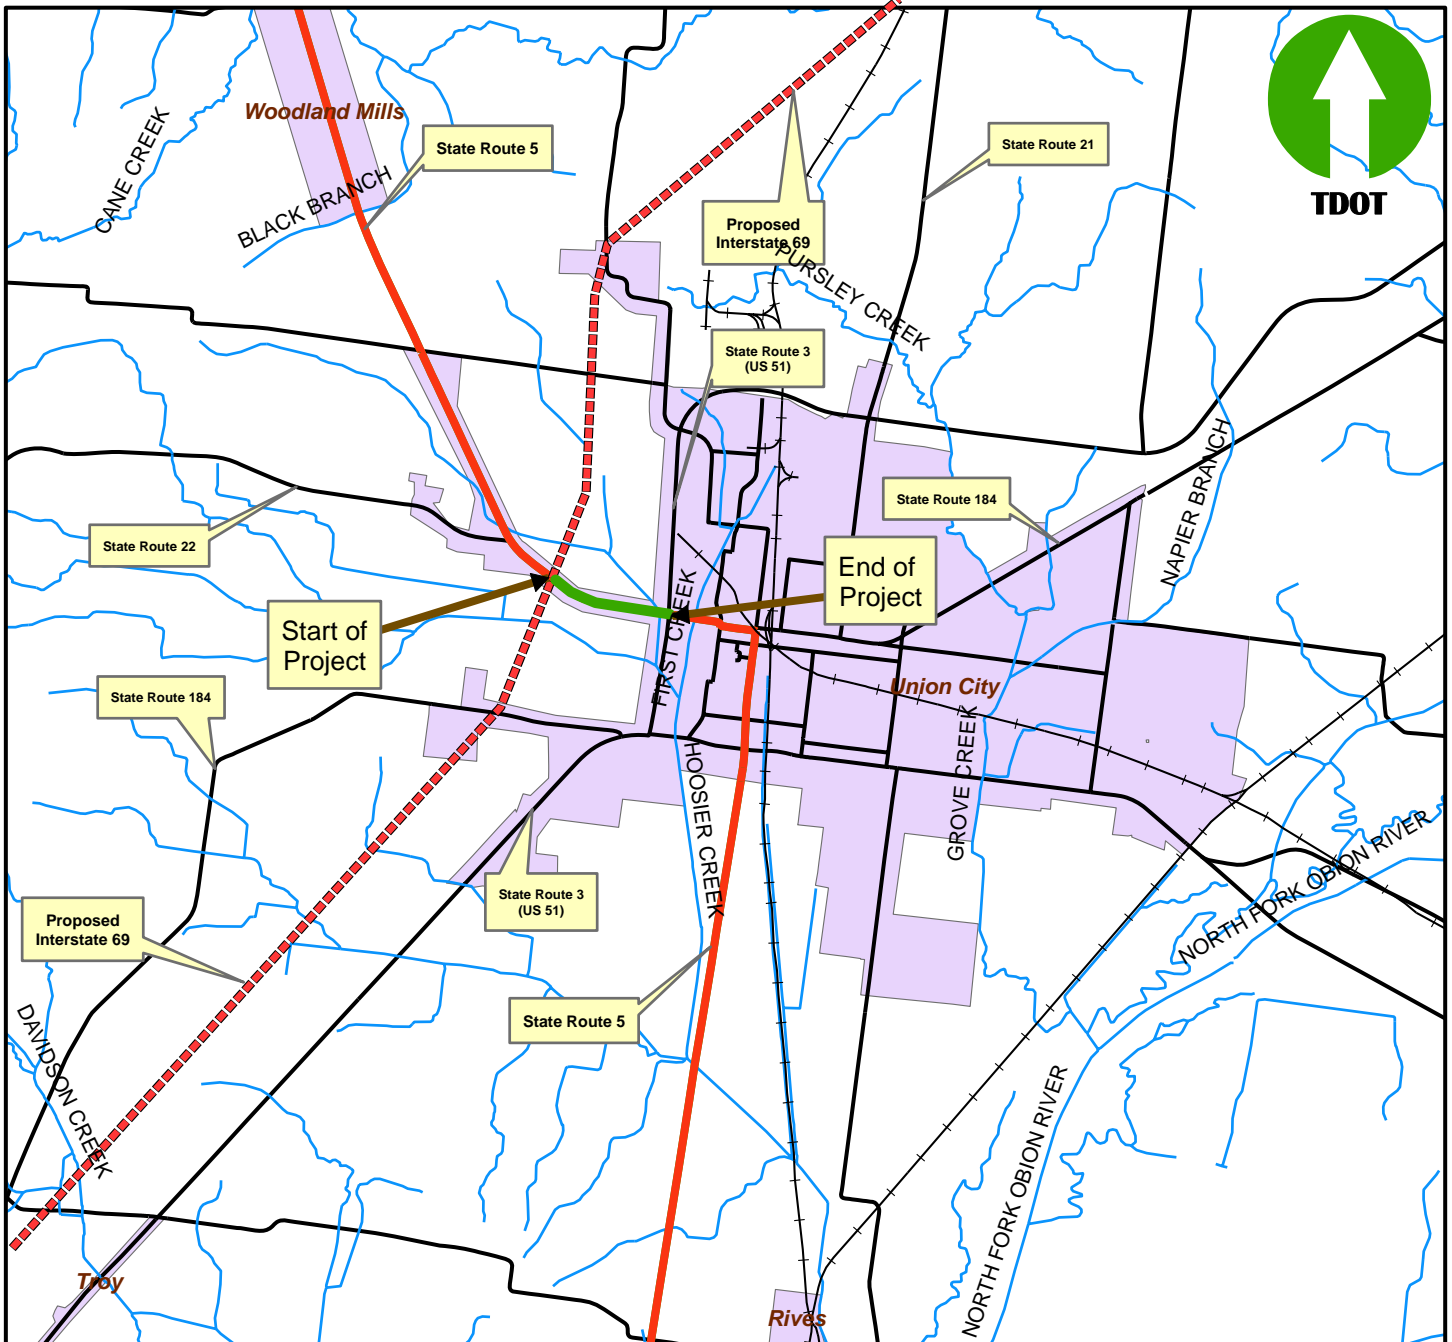 TDOT
Woodland Mills
CANE CREEK
State Route 5
State Route 21
BLACK BRANCH
Proposed
Interstate 69
PURSLEY CREEK
State Route 3
(US 51)
NAPIER BRANCH
State Route 184
State Route 22
End of
Project
Start of
Project
FIRST CREEK
Union City
State Route 184
GROVE CREEK
HOOSIER CREEK
State Route 3
(US 51)
NORTH FORK OBION RIVER
Proposed
Interstate 69
State Route 5
DAVIDSON CREEK
NORTH FORK OBION RIVER
Troy
Rives